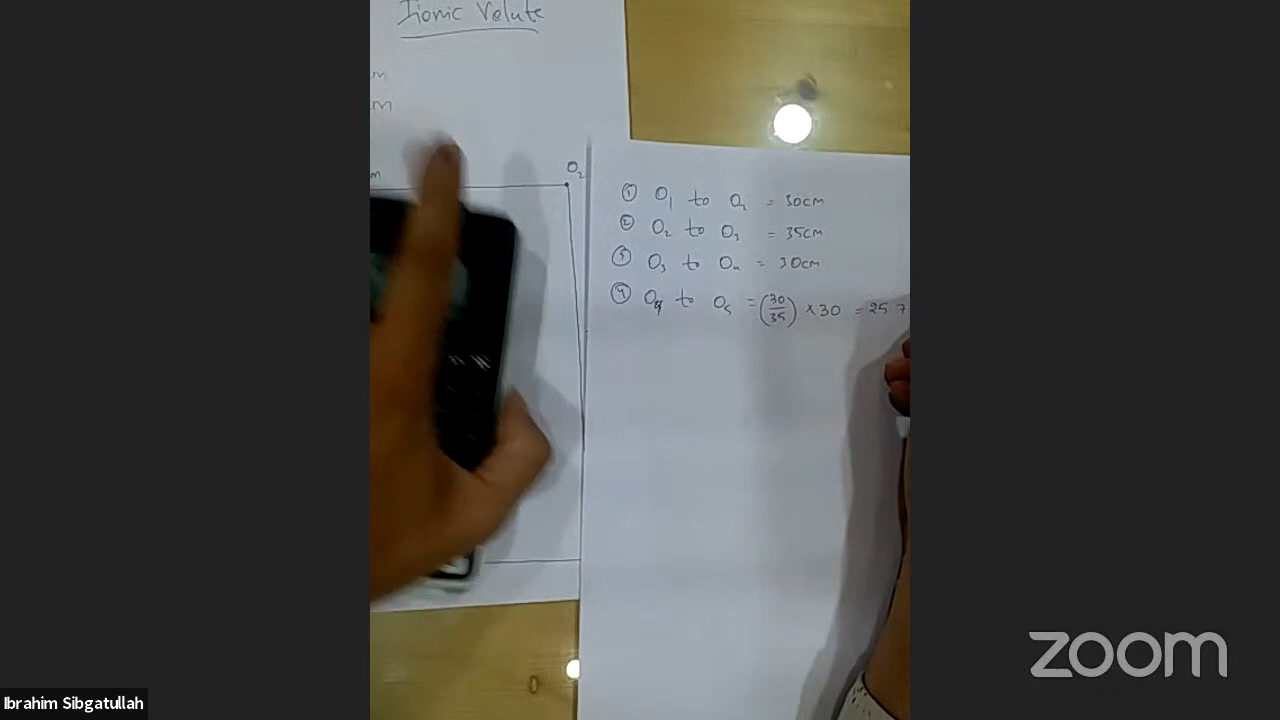 Ionic Volute
m
m
m
O2
① O1 to O2 = 30cm
② O2 to O3 = 35cm
③ O3 to O4 = 30cm
④ O4 to O5 = (30/35) × 30 = 25 7
zoom
Ibrahim Sibgatullah